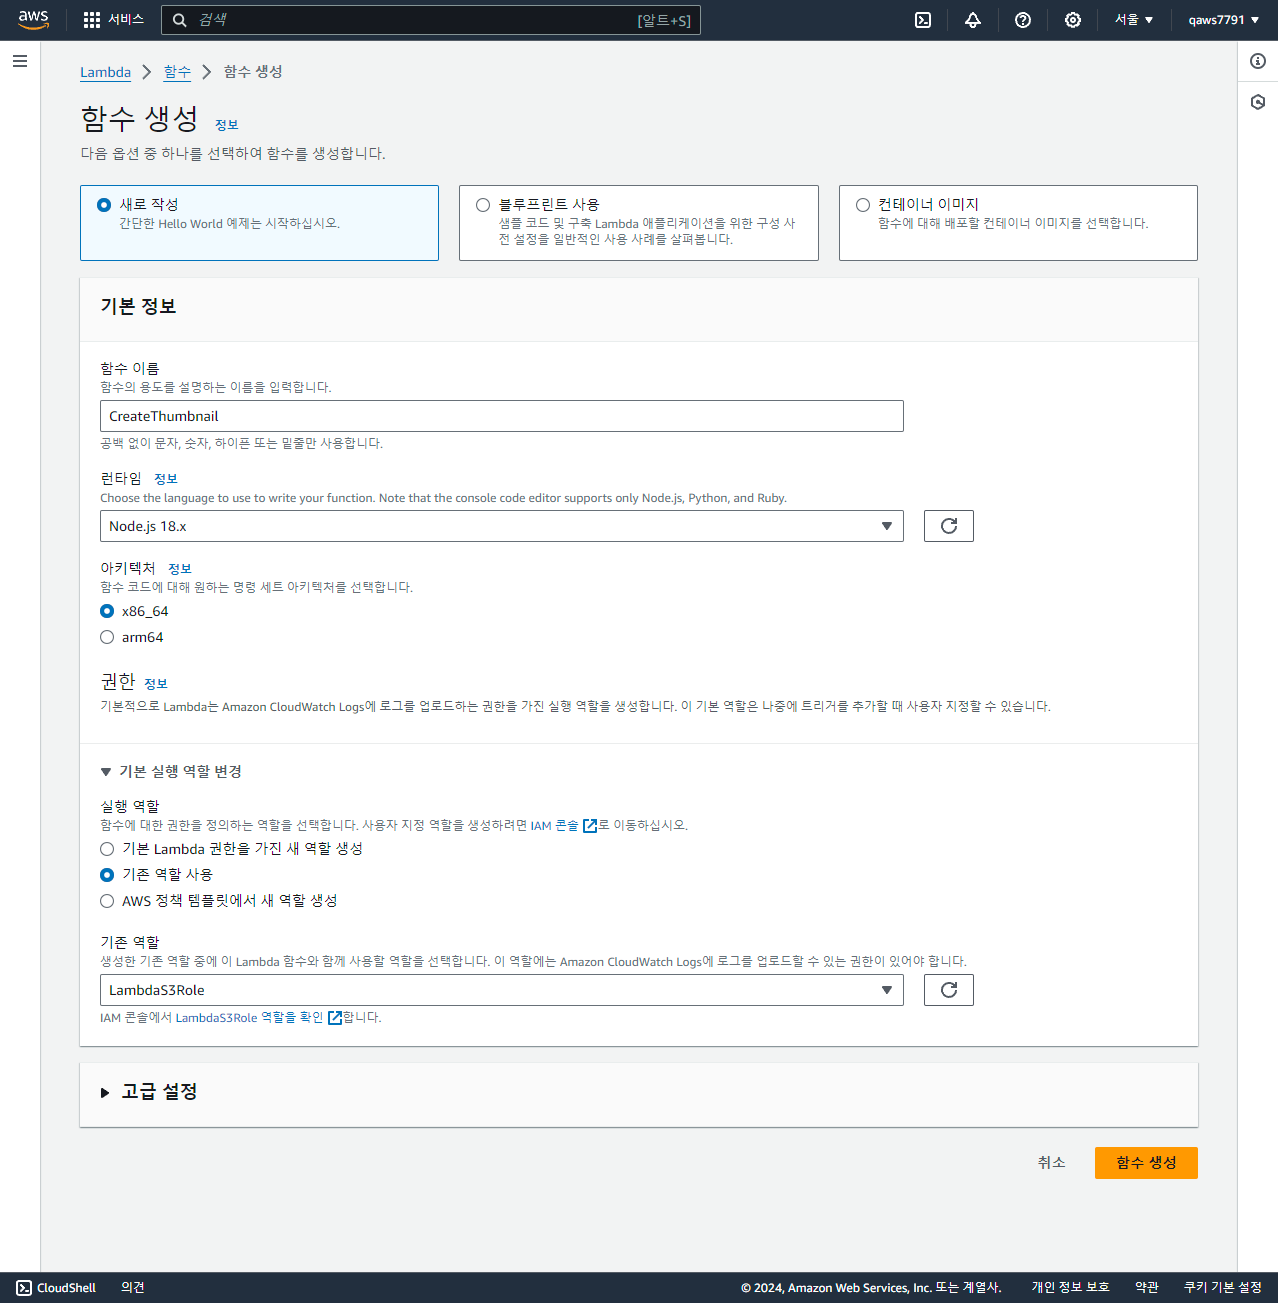 aws 서비스 검색 [알트+S] 서울 qaws7791
Lambda 함수 함수 생성
함수 생성 정보
다음 옵션 중 하나를 선택하여 함수를 생성합니다.
새로 작성
간단한 Hello World 예제는 시작하십시오.
블루프린트 사용
샘플 코드 및 구축 Lambda 애플리케이션을 위한 구성 사
전 설정을 일반적인 사용 사례를 살펴봅니다.
컨테이너 이미지
함수에 대해 배포할 컨테이너 이미지를 선택합니다.
기본 정보
함수 이름
함수의 용도를 설명하는 이름을 입력합니다.
CreateThumbnail
공백 없이 문자, 숫자, 하이픈 또는 밑줄만 사용합니다.
런타임 정보
Choose the language to use to write your function. Note that the console code editor supports only Node.js, Python, and Ruby.
Node.js 18.x
아키텍처 정보
함수 코드에 대해 원하는 명령 세트 아키텍처를 선택합니다.
x86_64
arm64
권한 정보
기본적으로 Lambda는 Amazon CloudWatch Logs에 로그를 업로드하는 권한을 가진 실행 역할을 생성합니다. 이 기본 역할은 나중에 트리거를 추가할 때 사용자 지정할 수 있습니다.
기본 실행 역할 변경
실행 역할
함수에 대한 권한을 정의하는 역할을 선택합니다. 사용자 지정 역할을 생성하려면 IAM 콘솔로 이동하십시오.
기본 Lambda 권한을 가진 새 역할 생성
기존 역할 사용
AWS 정책 템플릿에서 새 역할 생성
기존 역할
생성한 기존 역할 중에 이 Lambda 함수와 함께 사용할 역할을 선택합니다. 이 역할에는 Amazon CloudWatch Logs에 로그를 업로드할 수 있는 권한이 있어야 합니다.
LambdaS3Role
IAM 콘솔에서 LambdaS3Role 역할을 확인합니다.
고급 설정
취소 함수 생성
CloudShell 의견 © 2024, Amazon Web Services, Inc. 또는 계열사. 개인 정보 보호 약관 쿠키 기본 설정